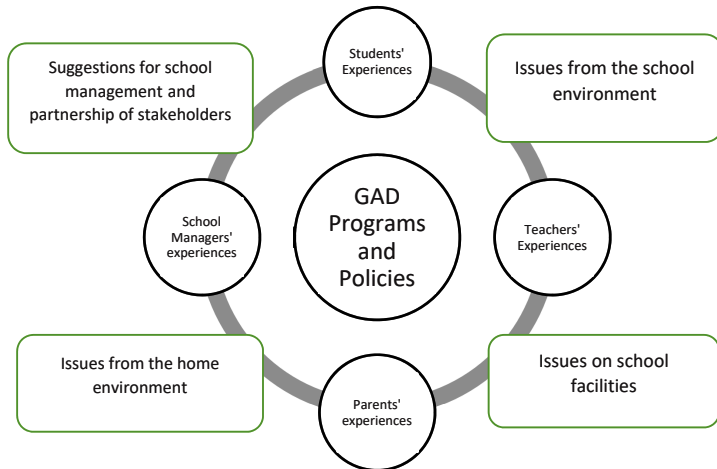 Students'
Experiences
Suggestions for school
management and
partnership of stakeholders
Issues from the school
environment
GAD
Programs
and
Policies
School
Managers'
experiences
Teachers'
Experiences
Issues from the home
environment
Issues on school
facilities
Parents'
experiences